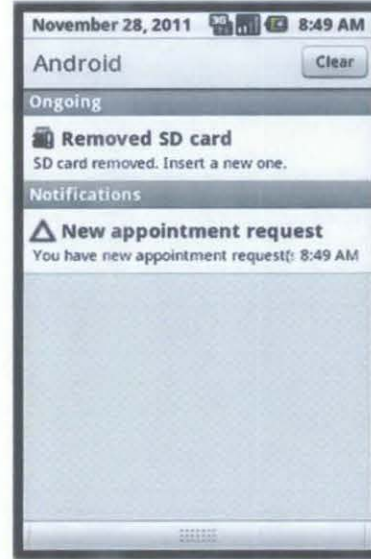 November 28, 2011 3G 8:49 AM
Android Clear
Ongoing
Removed SD card
SD card removed. Insert a new one.
Notifications
New appointment request
You have new appointment request(s 8:49 AM